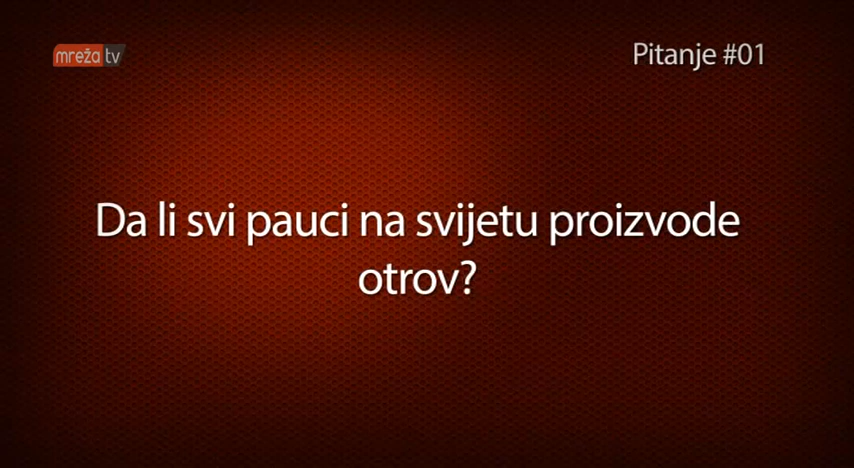 mreža tv
Pitanje #01
Da li svi pauci na svijetu proizvode
otrov?